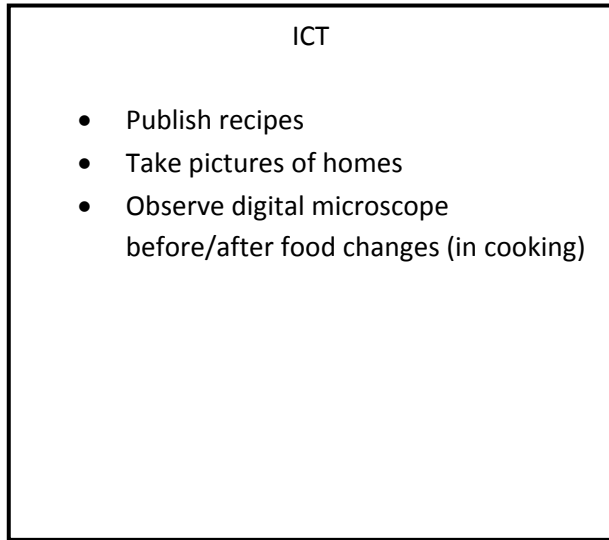 ICT
• Publish recipes
• Take pictures of homes
• Observe digital microscope
before/after food changes (in cooking)